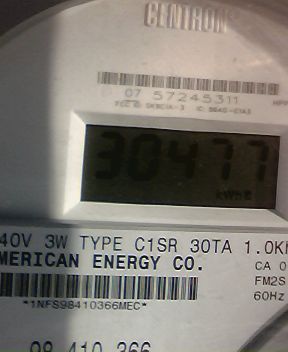 CENTRON
07 57245311
30477
kWh
40V 3W TYPE C1SR 30TA 1.0K
MERICAN ENERGY CO.
CA 0
FM2S
60Hz
*1NFS98410366MEC*
98 410 366